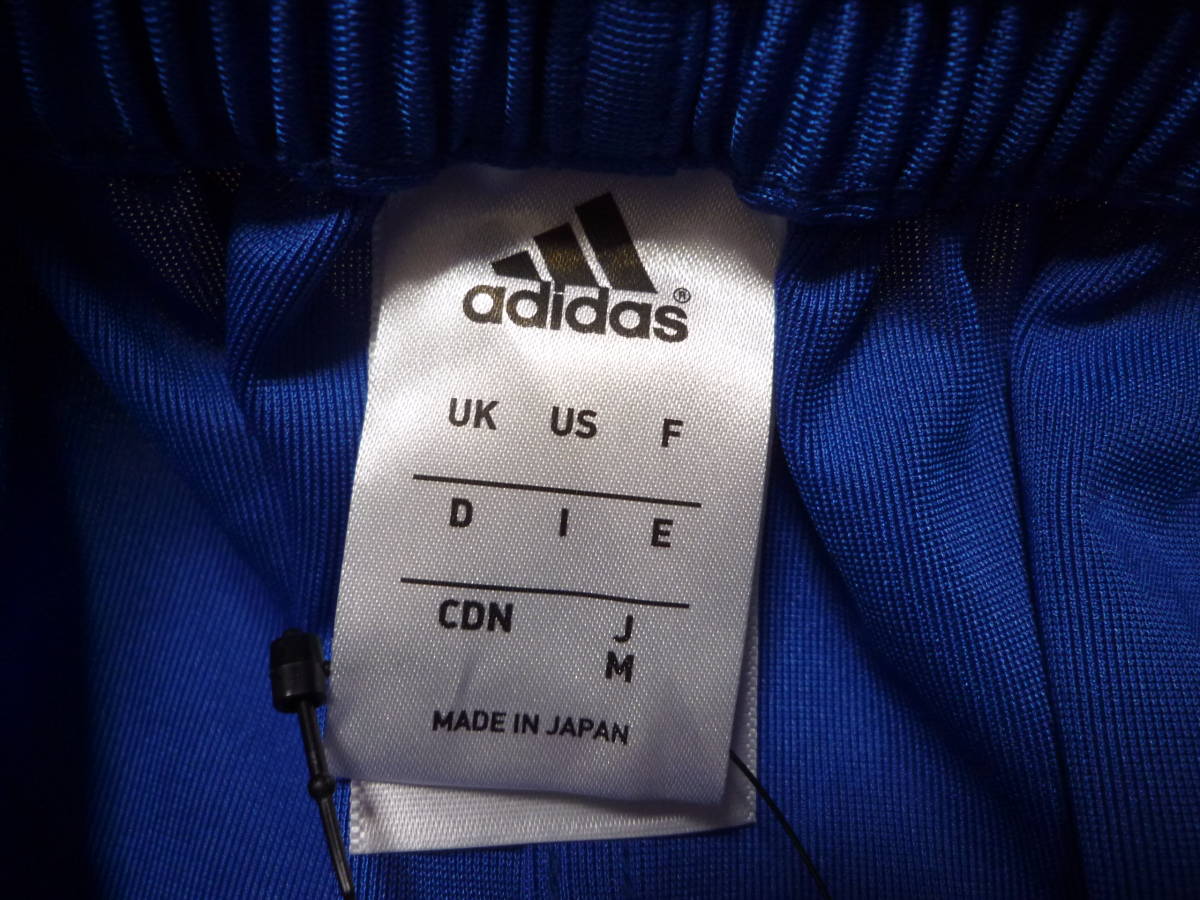 adidas®
UK US F
D I E
CDN J
M
MADE IN JAPAN